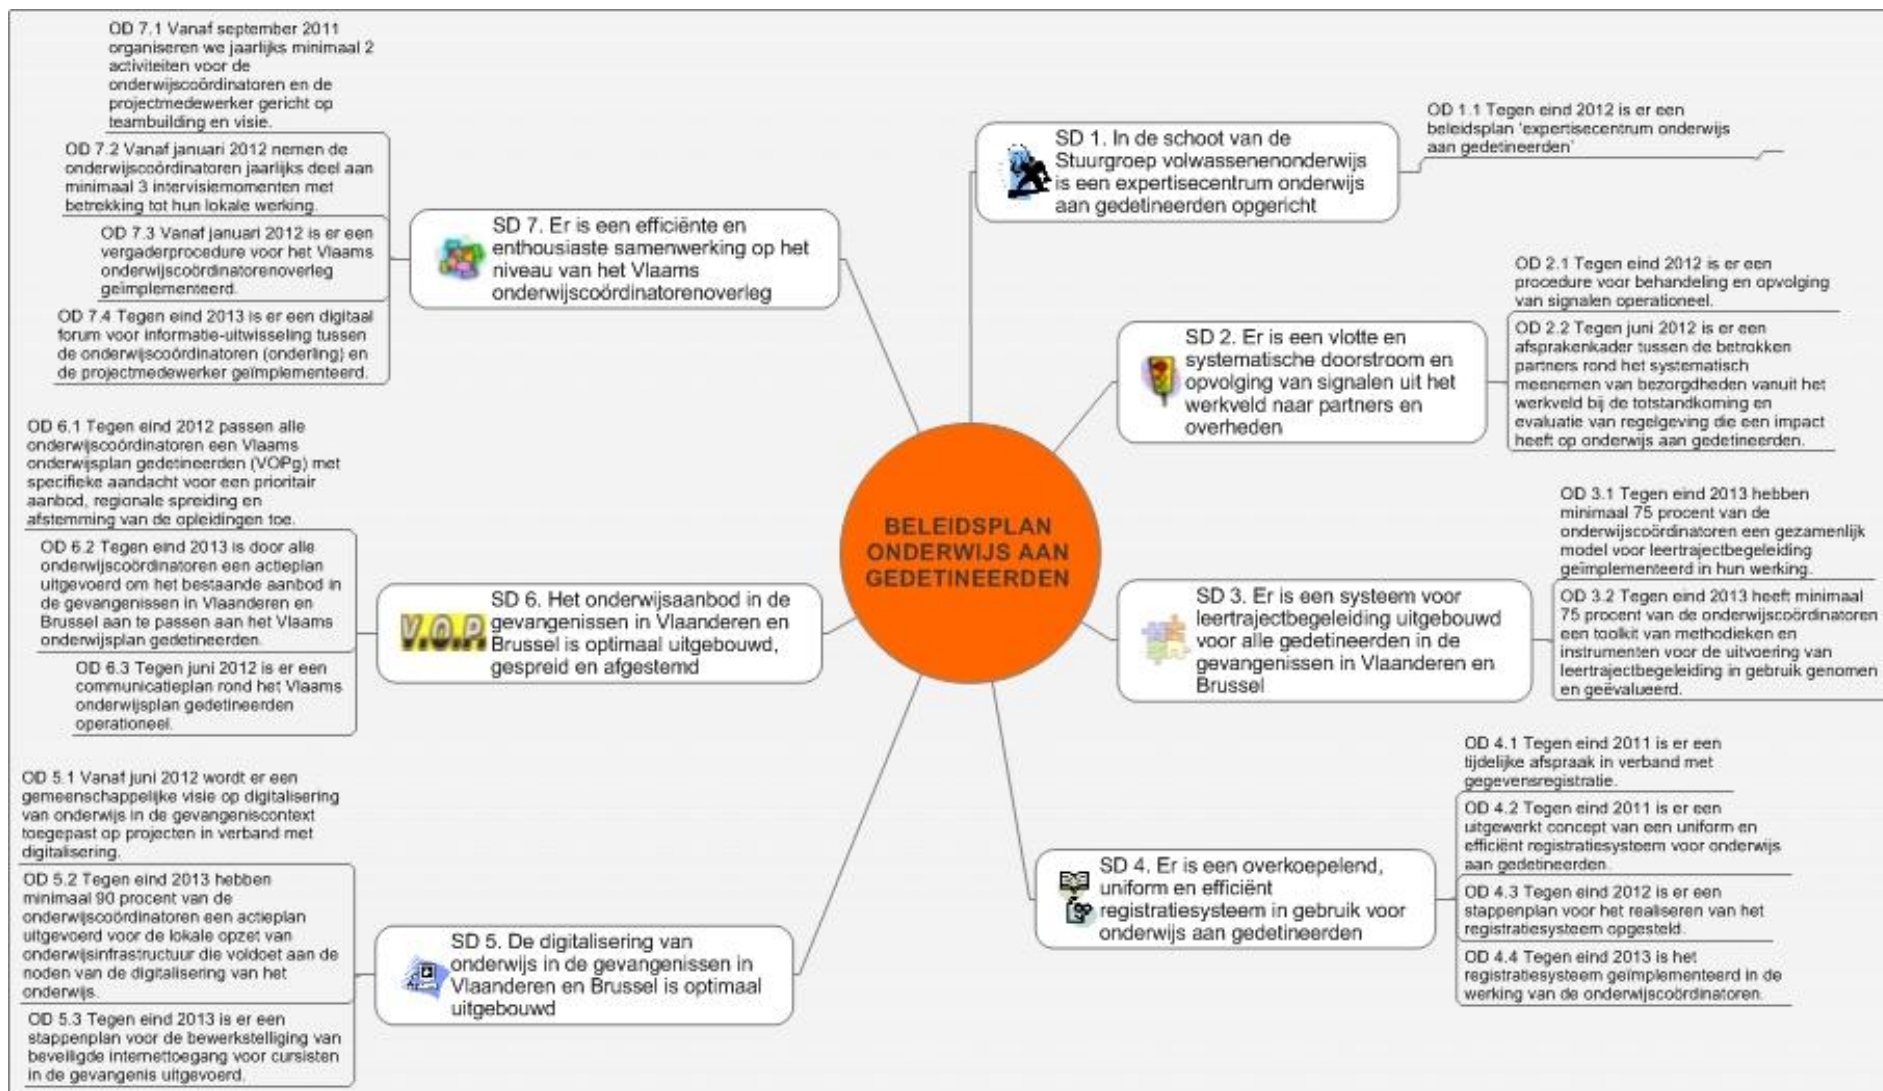 BELEIDSPLAN
ONDERWIJS AAN
GEDETINEERDEN
SD 1. In de schoot van de
Stuurgroep volwassenenonderwijs
is een expertisecentrum onderwijs
aan gedetineerden opgericht
OD 1.1 Tegen eind 2012 is er een
beleidsplan 'expertisecentrum onderwijs
aan gedetineerden'
SD 2. Er is een vlotte en
systematische doorstroom en
opvolging van signalen uit het
werkveld naar partners en
overheden
OD 2.1 Tegen eind 2012 is er een
procedure voor behandeling en opvolging
van signalen operationeel.
OD 2.2 Tegen juni 2012 is er een
afsprakenkader tussen de betrokken
partners rond het systematisch
meenemen van bezorgdheden vanuit het
werkveld bij de totstandkoming en
evaluatie van regelgeving die een impact
heeft op onderwijs aan gedetineerden.
SD 3. Er is een systeem voor
leertrajectbegeleiding uitgebouwd
voor alle gedetineerden in de
gevangenissen in Vlaanderen en
Brussel
OD 3.1 Tegen eind 2013 hebben
minimaal 75 procent van de
onderwijscoördinatoren een gezamenlijk
model voor leertrajectbegeleiding
geïmplementeerd in hun werking.
OD 3.2 Tegen eind 2013 heeft minimaal
75 procent van de onderwijscoördinatoren
een toolkit van methodieken en
instrumenten voor de uitvoering van
leertrajectbegeleiding in gebruik genomen
en geëvalueerd.
SD 4. Er is een overkoepelend,
uniform en efficiënt
registratiesysteem in gebruik voor
onderwijs aan gedetineerden
OD 4.1 Tegen eind 2011 is er een
tijdelijke afspraak in verband met
gegevensregistratie.
OD 4.2 Tegen eind 2011 is er een
uitgewerkt concept van een uniform en
efficiënt registratiesysteem voor onderwijs
aan gedetineerden.
OD 4.3 Tegen eind 2012 is er een
stappenplan voor het realiseren van het
registratiesysteem opgesteld.
OD 4.4 Tegen eind 2013 is het
registratiesysteem geïmplementeerd in de
werking van de onderwijscoördinatoren.
SD 5. De digitalisering van
onderwijs in de gevangenissen in
Vlaanderen en Brussel is optimaal
uitgebouwd
OD 5.1 Vanaf juni 2012 wordt er een
gemeenschappelijke visie op digitalisering
van onderwijs in de gevangeniscontext
toegepast op projecten in verband met
digitalisering.
OD 5.2 Tegen eind 2013 hebben
minimaal 90 procent van de
onderwijscoördinatoren een actieplan
uitgevoerd voor de lokale opzet van
onderwijsinfrastructuur die voldoet aan de
noden van de digitalisering van het
onderwijs.
OD 5.3 Tegen eind 2013 is er een
stappenplan voor de bewerkstelliging van
beveiligde internettoegang voor cursisten
in de gevangenis uitgevoerd.
V.O.P.
SD 6. Het onderwijsaanbod in de
gevangenissen in Vlaanderen en
Brussel is optimaal uitgebouwd,
gespreid en afgestemd
OD 6.1 Tegen eind 2012 passen alle
onderwijscoördinatoren een Vlaams
onderwijsplan gedetineerden (VOPg) met
specifieke aandacht voor een prioritair
aanbod, regionale spreiding en
afstemming van de opleidingen toe.
OD 6.2 Tegen eind 2013 is door alle
onderwijscoördinatoren een actieplan
uitgevoerd om het bestaande aanbod in
de gevangenissen in Vlaanderen en
Brussel aan te passen aan het Vlaams
onderwijsplan gedetineerden.
OD 6.3 Tegen juni 2012 is er een
communicatieplan rond het Vlaams
onderwijsplan gedetineerden
operationeel.
SD 7. Er is een efficiënte en
enthousiaste samenwerking op het
niveau van het Vlaams
onderwijscoördinatorenoverleg
OD 7.1 Vanaf september 2011
organiseren we jaarlijks minimaal 2
activiteiten voor de
onderwijscoördinatoren en de
projectmedewerker gericht op
teambuilding en visie.
OD 7.2 Vanaf januari 2012 nemen de
onderwijscoördinatoren jaarlijks deel aan
minimaal 3 intervisiemomenten met
betrekking tot hun lokale werking.
OD 7.3 Vanaf januari 2012 is er een
vergaderprocedure voor het Vlaams
onderwijscoördinatorenoverleg
geïmplementeerd.
OD 7.4 Tegen eind 2013 is er een digitaal
forum voor informatie-uitwisseling tussen
de onderwijscoördinatoren (onderling) en
de projectmedewerker geïmplementeerd.